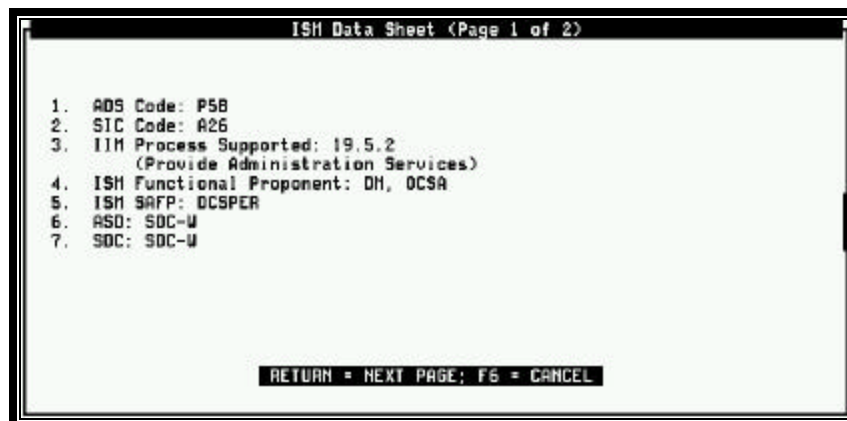 ISM Data Sheet (Page 1 of 2)
1. ADS Code: P5B
2. SIC Code: A26
3. IIM Process Supported: 19.5.2
(Provide Administration Services)
4. ISM Functional Proponent: DM, OCSA
5. ISM SAFP: DCSPER
6. ASD: SDC-W
7. SDC: SDC-W
RETURN = NEXT PAGE; F6 = CANCEL